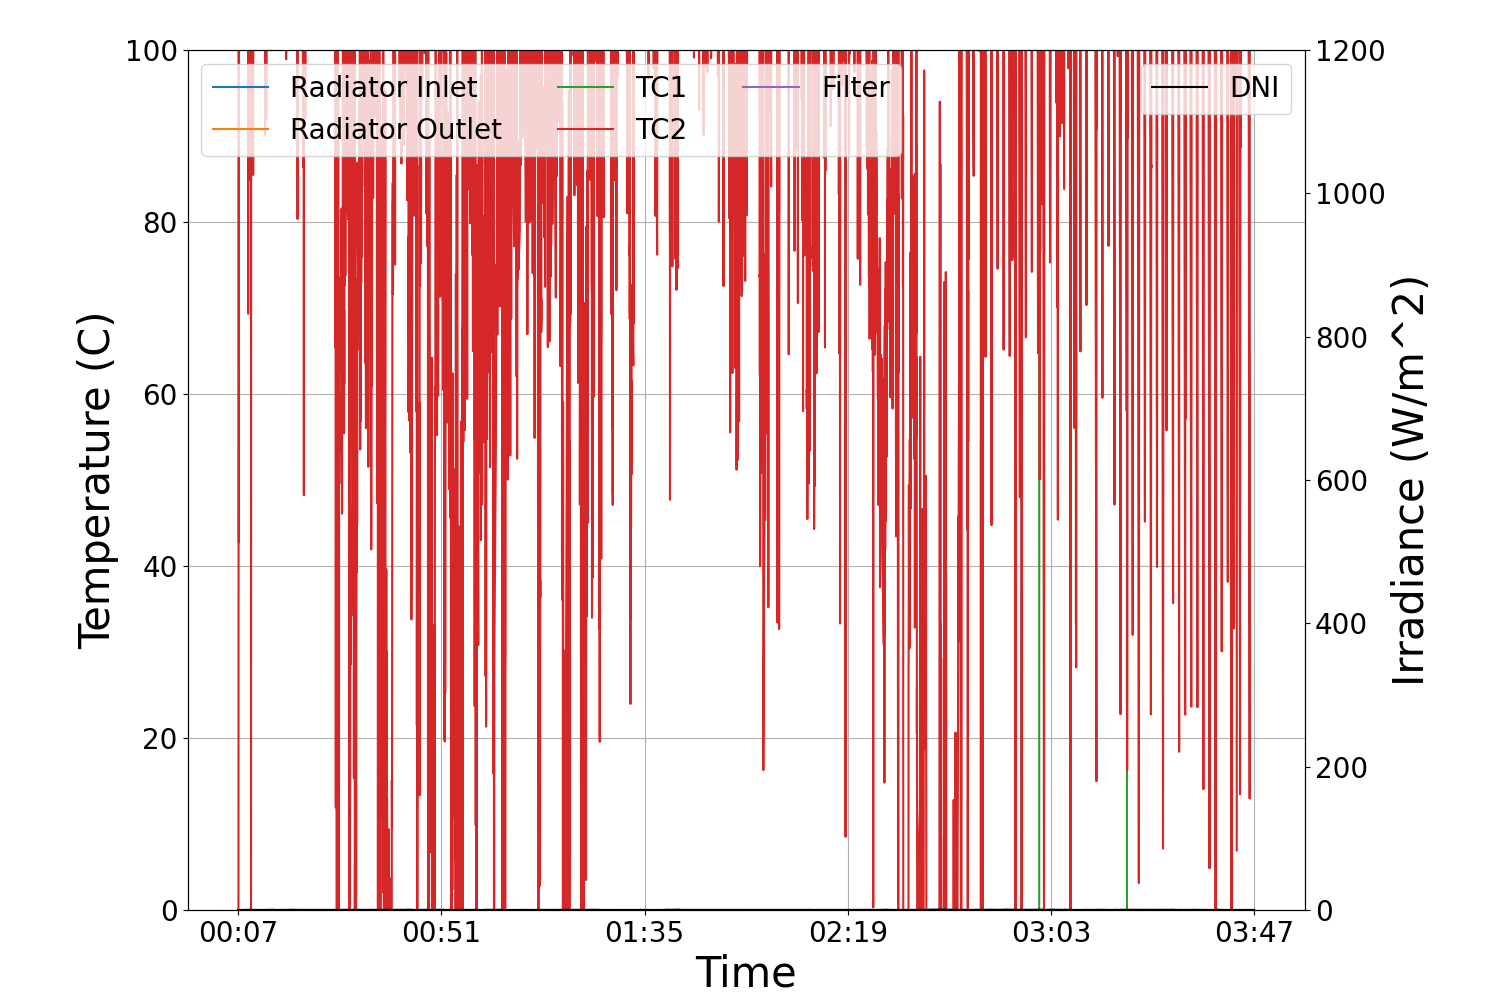 100
80
60
40
20
0
Temperature (C)
Radiator Inlet
Radiator Outlet
TC1
TC2
Filter
DNI
1200
1000
800
600
400
200
0
Irradiance (W/m^2)
00:07
00:51
01:35
02:19
03:03
03:47
Time